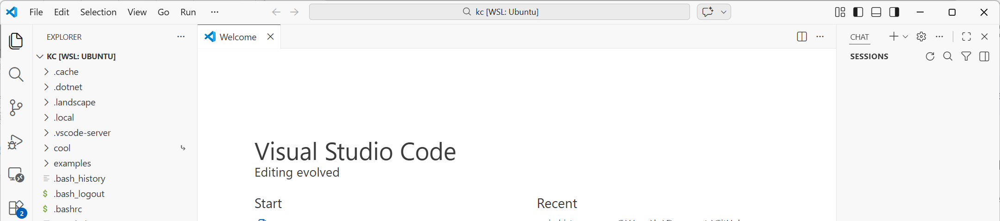 File Edit Selection View Go Run ···
kc [WSL: Ubuntu]
EXPLORER
KC [WSL: UBUNTU]
.cache
.dotnet
.landscape
.local
.vscode-server
cool
examples
.bash_history
$ .bash_logout
$ .bashrc
2
Welcome
Visual Studio Code
Editing evolved
Start
Recent
CHAT
SESSIONS